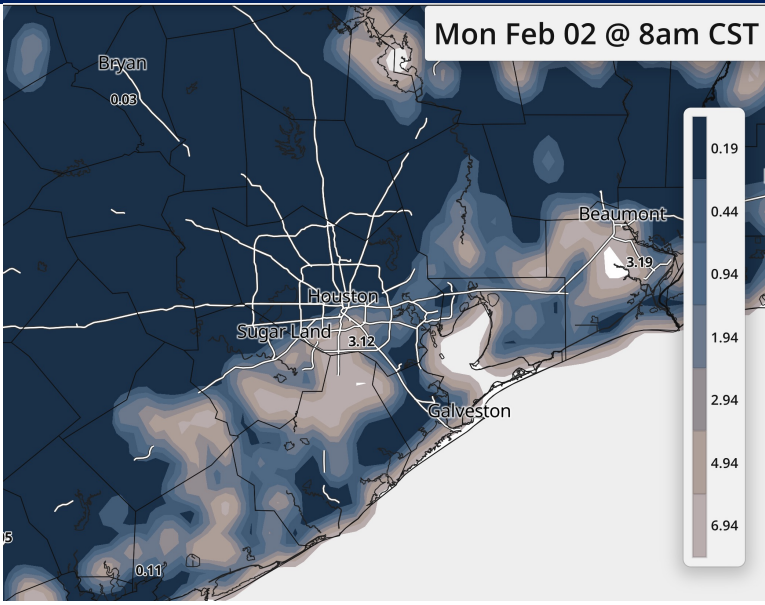 Mon Feb 02 @ 8am CST
Bryan
0.03
0.19
0.44
Beaumont
3.19
0.94
Houston
Sugar Land
3.12
1.94
2.94
Galveston
4.94
6.94
0.11